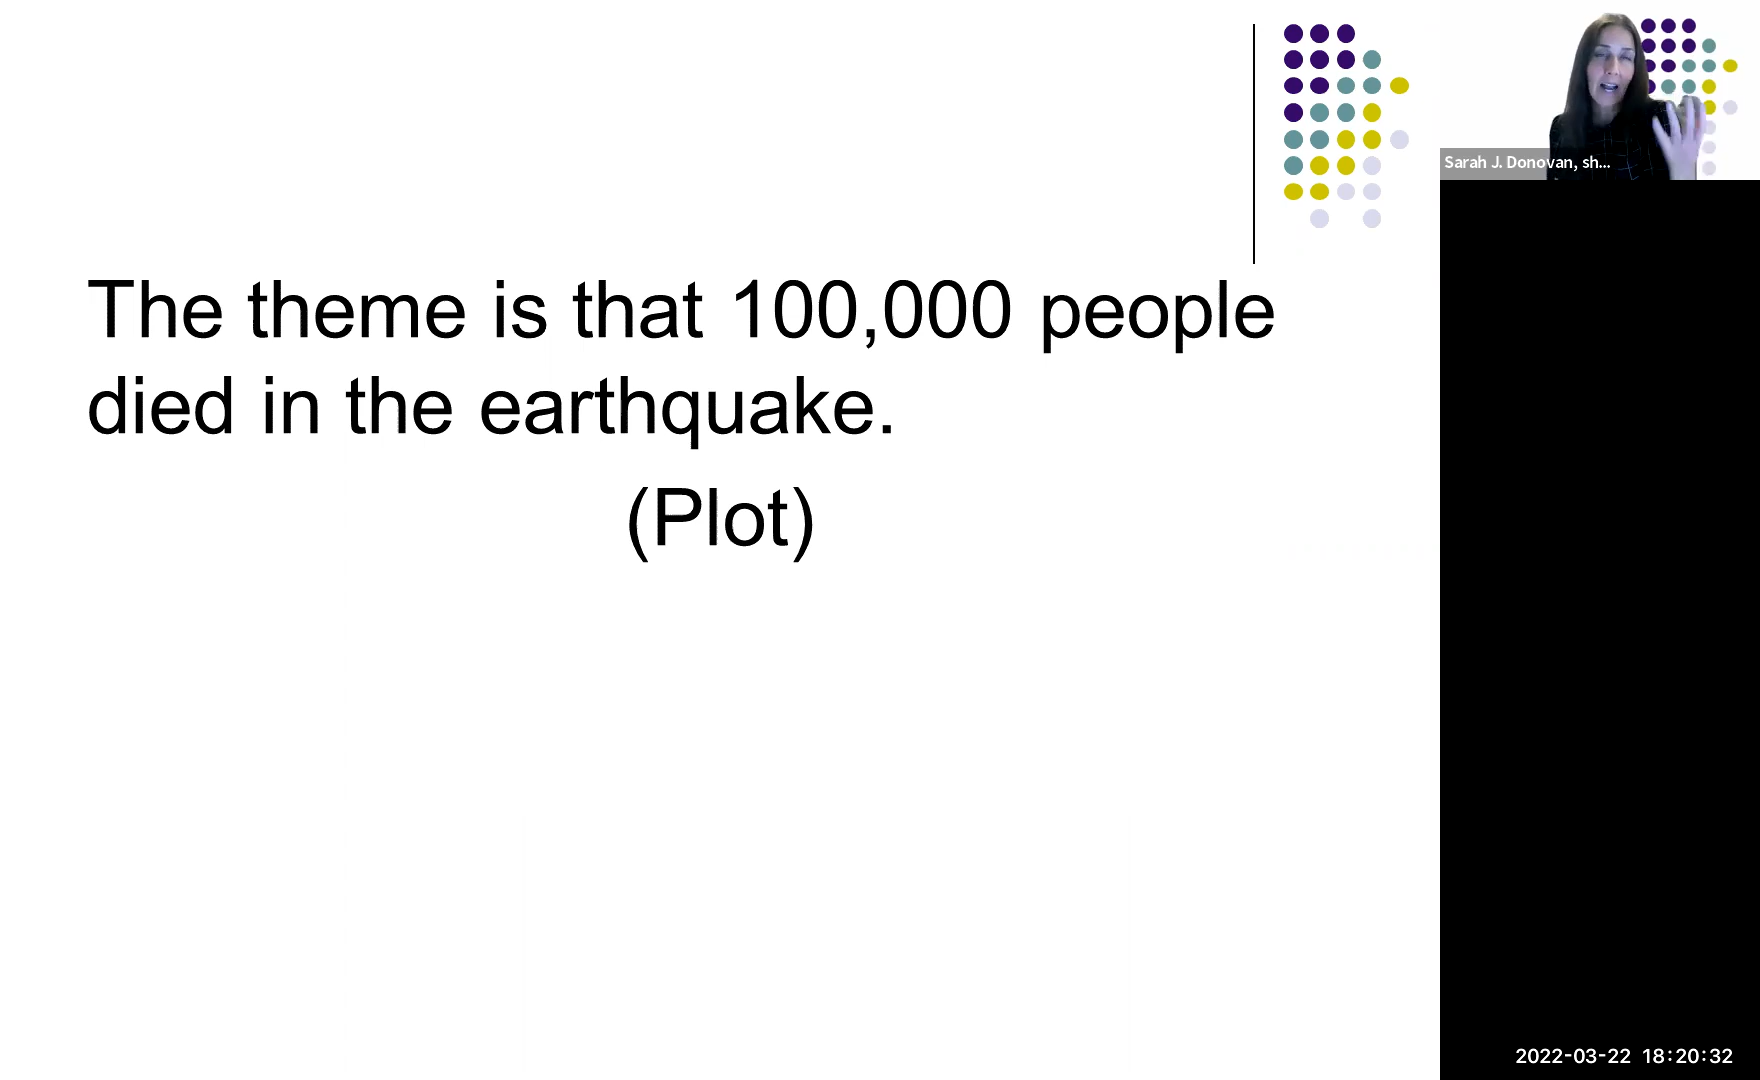 The theme is that 100,000 people
died in the earthquake.
(Plot)
Sarah J. Donovan, sh...
2022-03-22 18:20:32